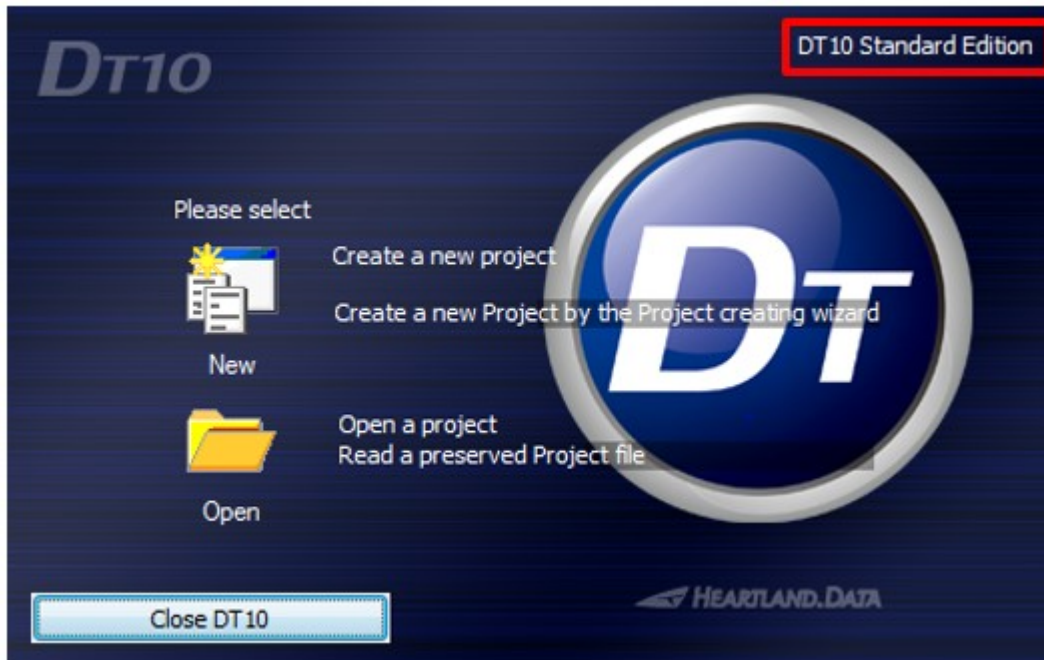 DT10
DT10 Standard Edition
Please select
Create a new project
Create a new Project by the Project creating wizard
New
DT
Open a project
Read a preserved Project file
Open
HEARTLAND.DATA
Close DT10